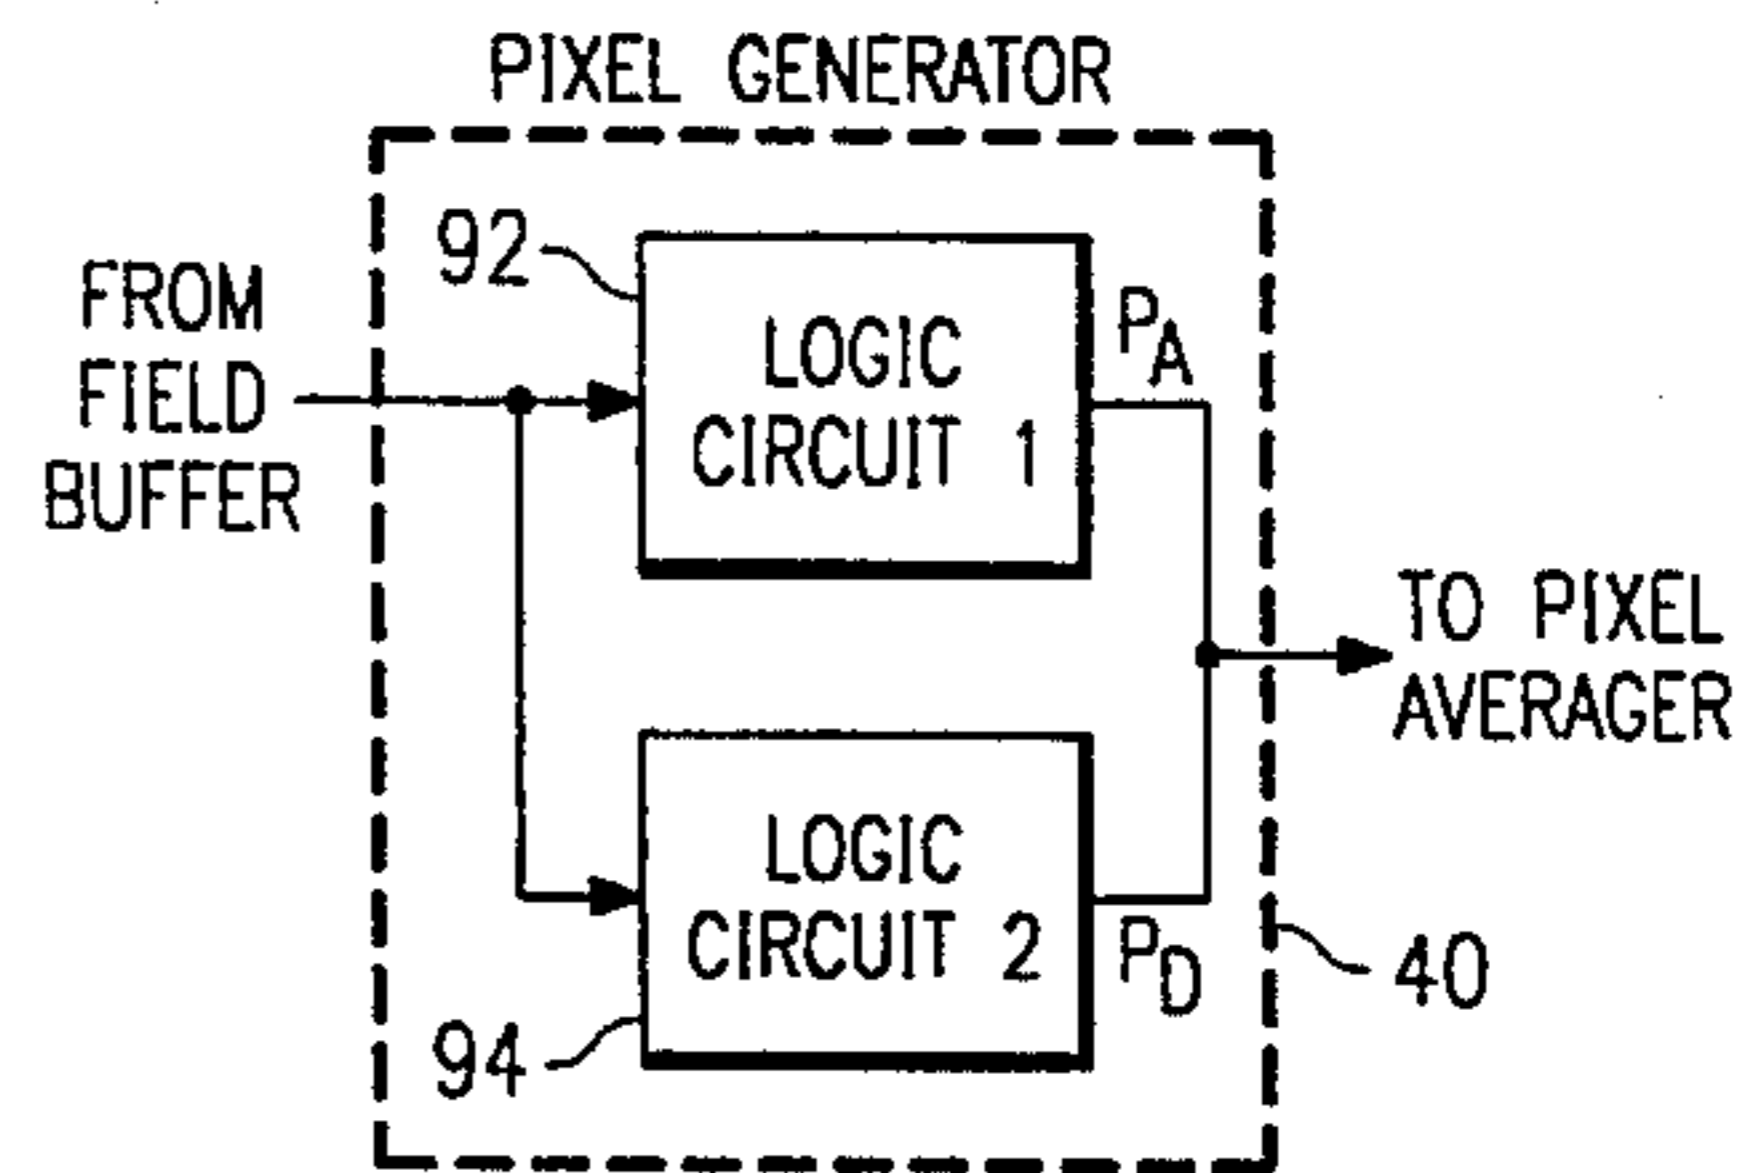 PIXEL GENERATOR
92
FROM
FIELD
BUFFER
LOGIC
CIRCUIT 1
PA
TO PIXEL
AVERAGER
LOGIC
CIRCUIT 2
PD
40
94